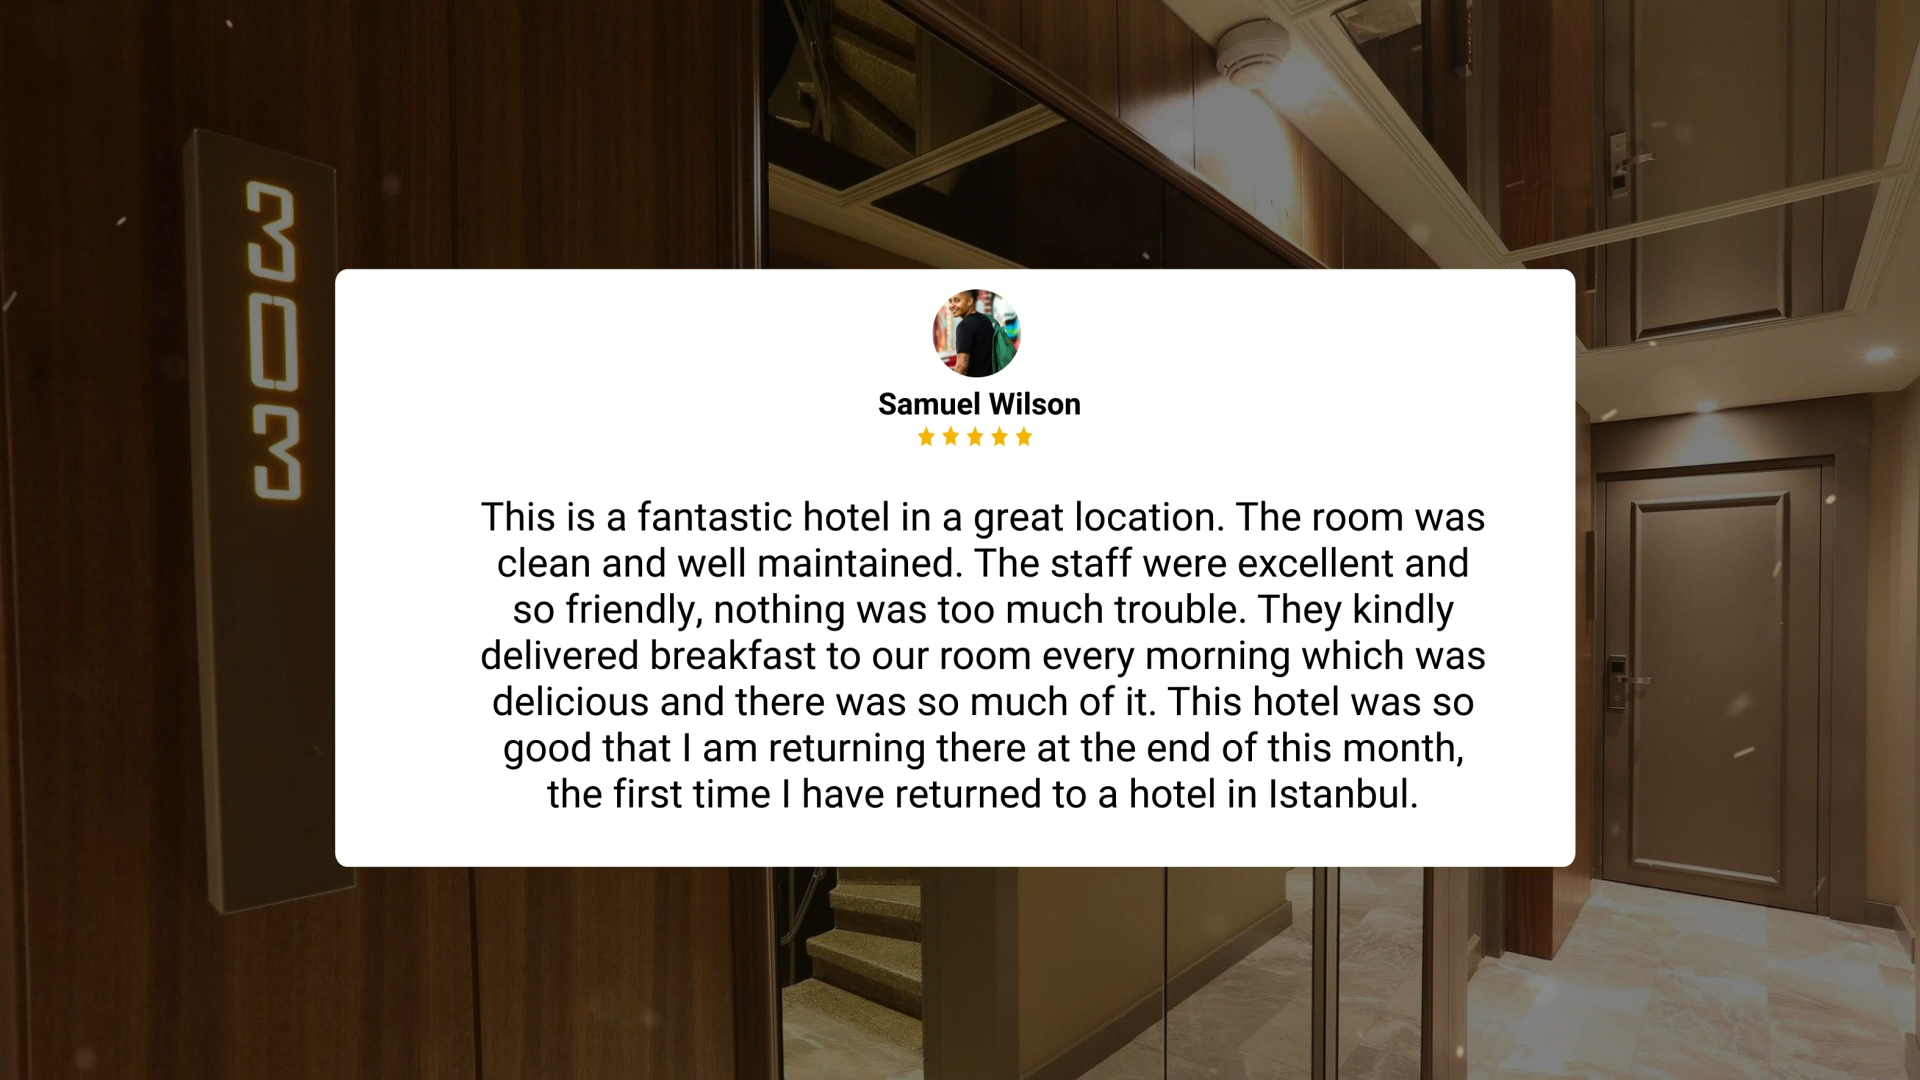 303
Samuel Wilson
This is a fantastic hotel in a great location. The room was
clean and well maintained. The staff were excellent and
so friendly, nothing was too much trouble. They kindly
delivered breakfast to our room every morning which was
delicious and there was so much of it. This hotel was so
good that I am returning there at the end of this month,
the first time I have returned to a hotel in Istanbul.